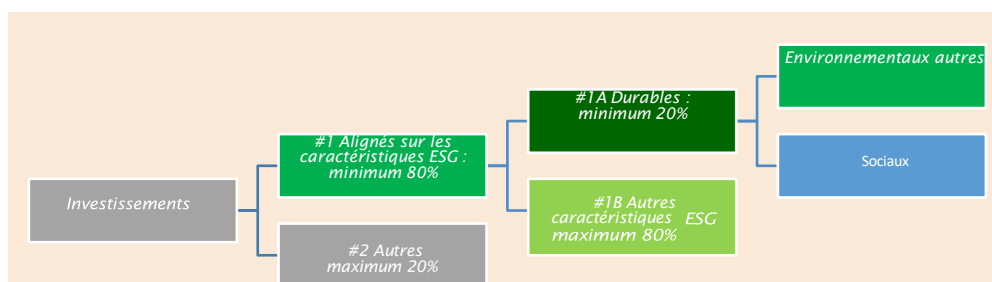 Investissements
#1 Alignés sur les
caractéristiques ESG :
minimum 80%
#2 Autres
maximum 20%
#1A Durables :
minimum 20%
#1B Autres
caractéristiques ESG
maximum 80%
Environnementaux autres
Sociaux